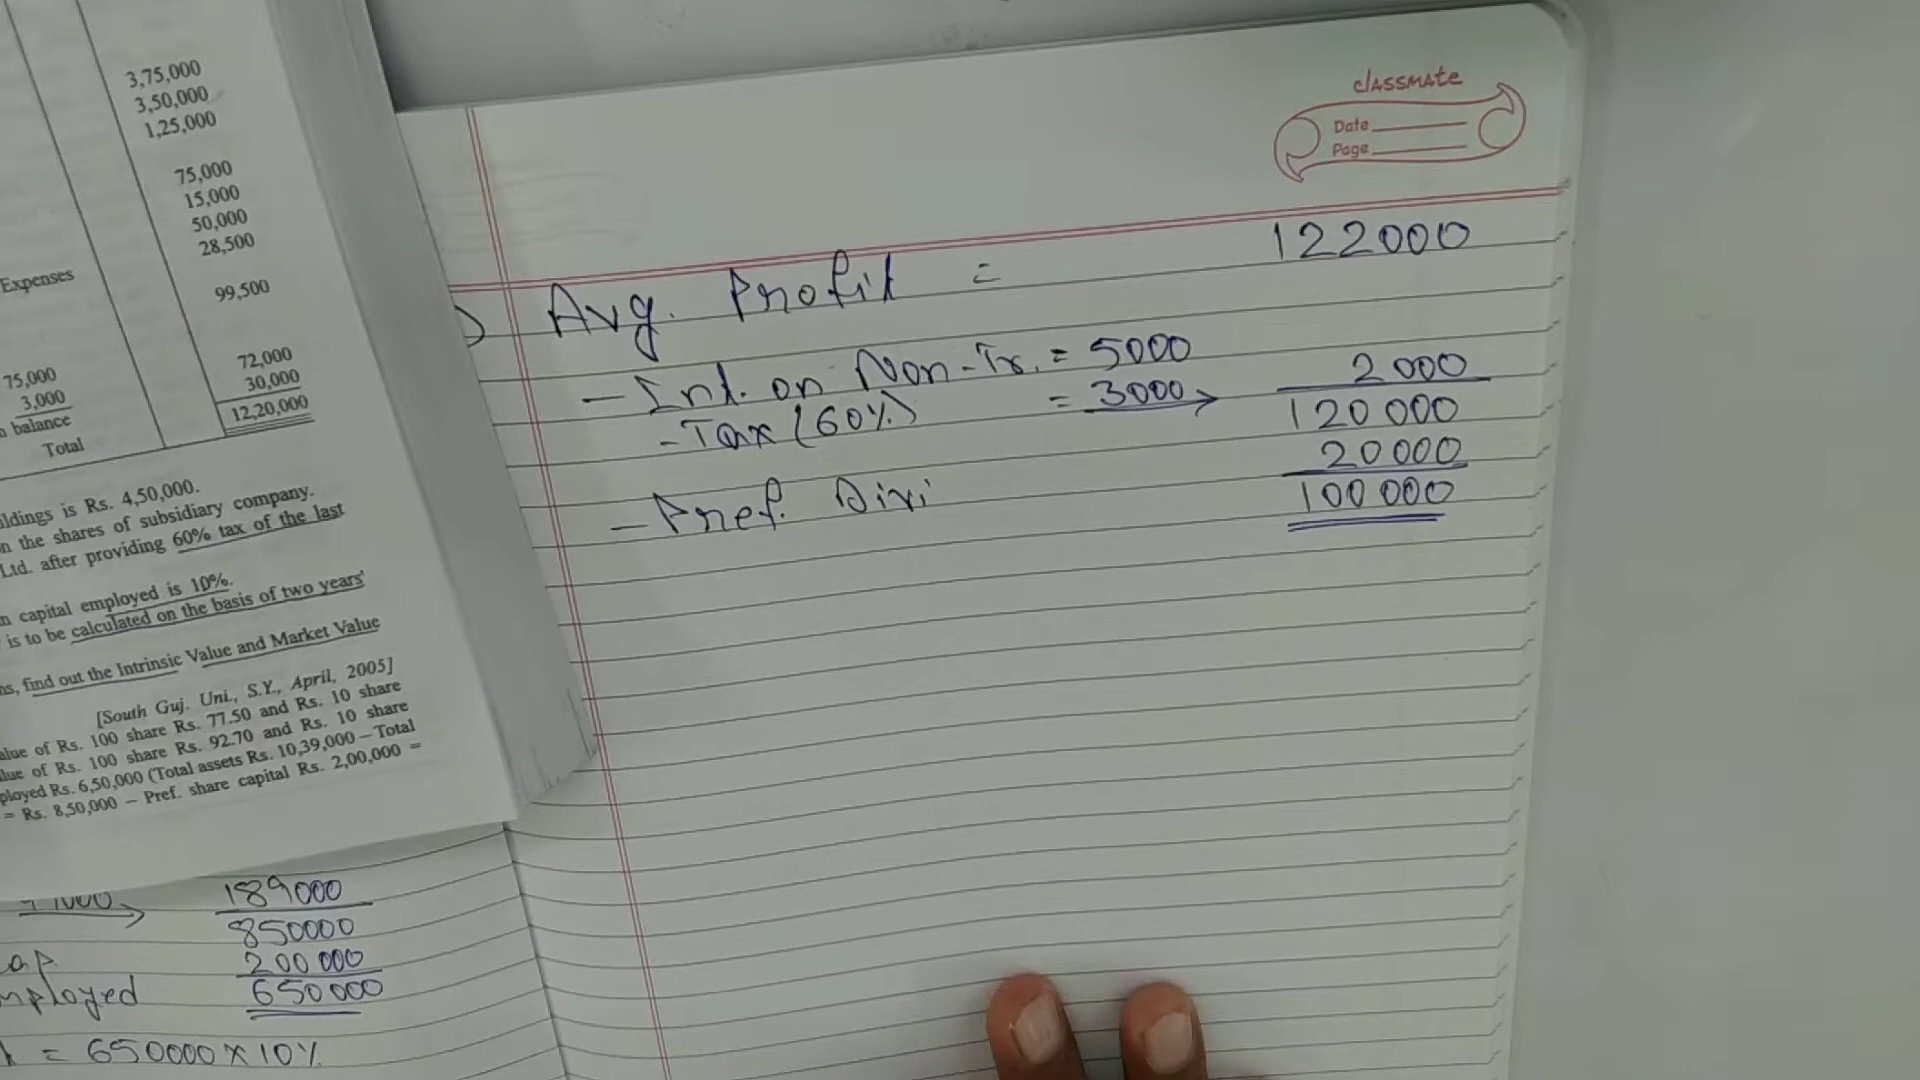 3,75,000
3,50,000
1,25,000
75,000
15,000
50,000
28,500
Expenses
99,500
75,000
72,000
3,000
30,000
balance
12,20,000
Total
ldings is Rs. 4,50,000.
n the shares of subsidiary company.
Ltd. after providing 60% tax of the last
n capital employed is 10%.
is to be calculated on the basis of two years'
ns, find out the Intrinsic Value and Market Value
[South Guj. Uni., S.Y., April, 2005]
alue of Rs. 100 share Rs. 77.50 and Rs. 10 share
lue of Rs. 100 share Rs. 92.70 and Rs. 10 share
ployed Rs. 6,50,000 (Total assets Rs. 10,39,000 – Total
= Rs. 8,50,000 – Pref. share capital Rs. 2,00,000 =
189000
850000
ap 200000
mployed 650000
= 650000 x 10%
classmate
Date
Page
Avg. Profit = 122000
- Int. on Non-Tr. = 5000
- Tax (60%) = 3000 → 2000
120000
- Pref. Divi 20000
100000